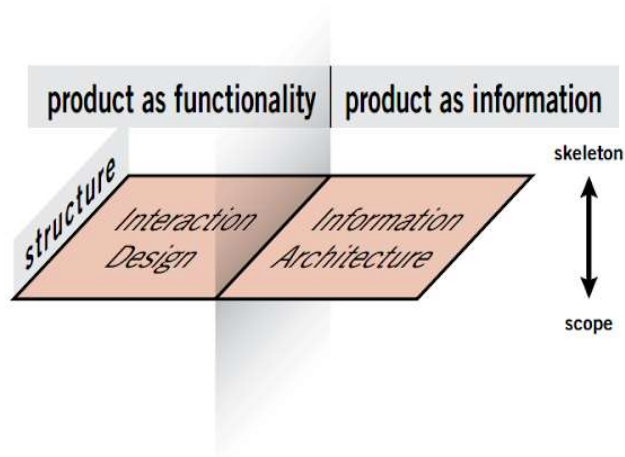 product as functionality
product as information
skeleton
structure
Interaction
Design
Information
Architecture
scope